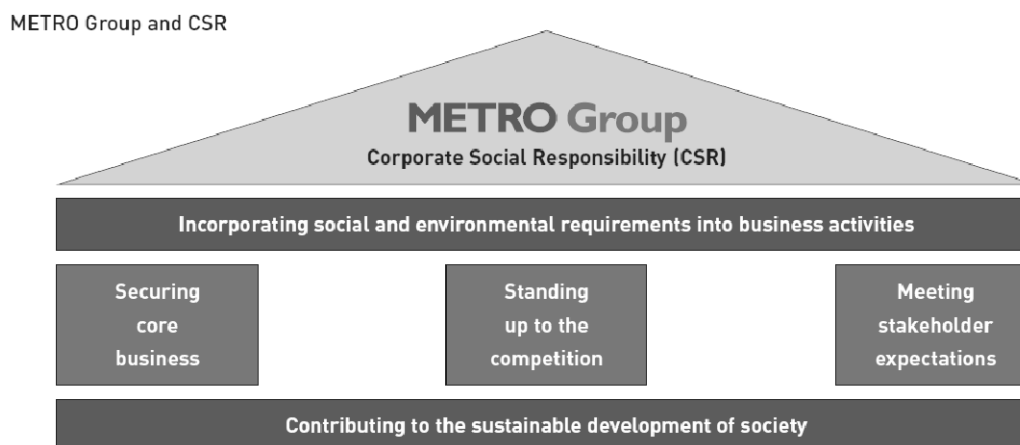 METRO Group and CSR
METRO Group
Corporate Social Responsibility (CSR)
Incorporating social and environmental requirements into business activities
Securing
core
business
Standing
up to the
competition
Meeting
stakeholder
expectations
Contributing to the sustainable development of society